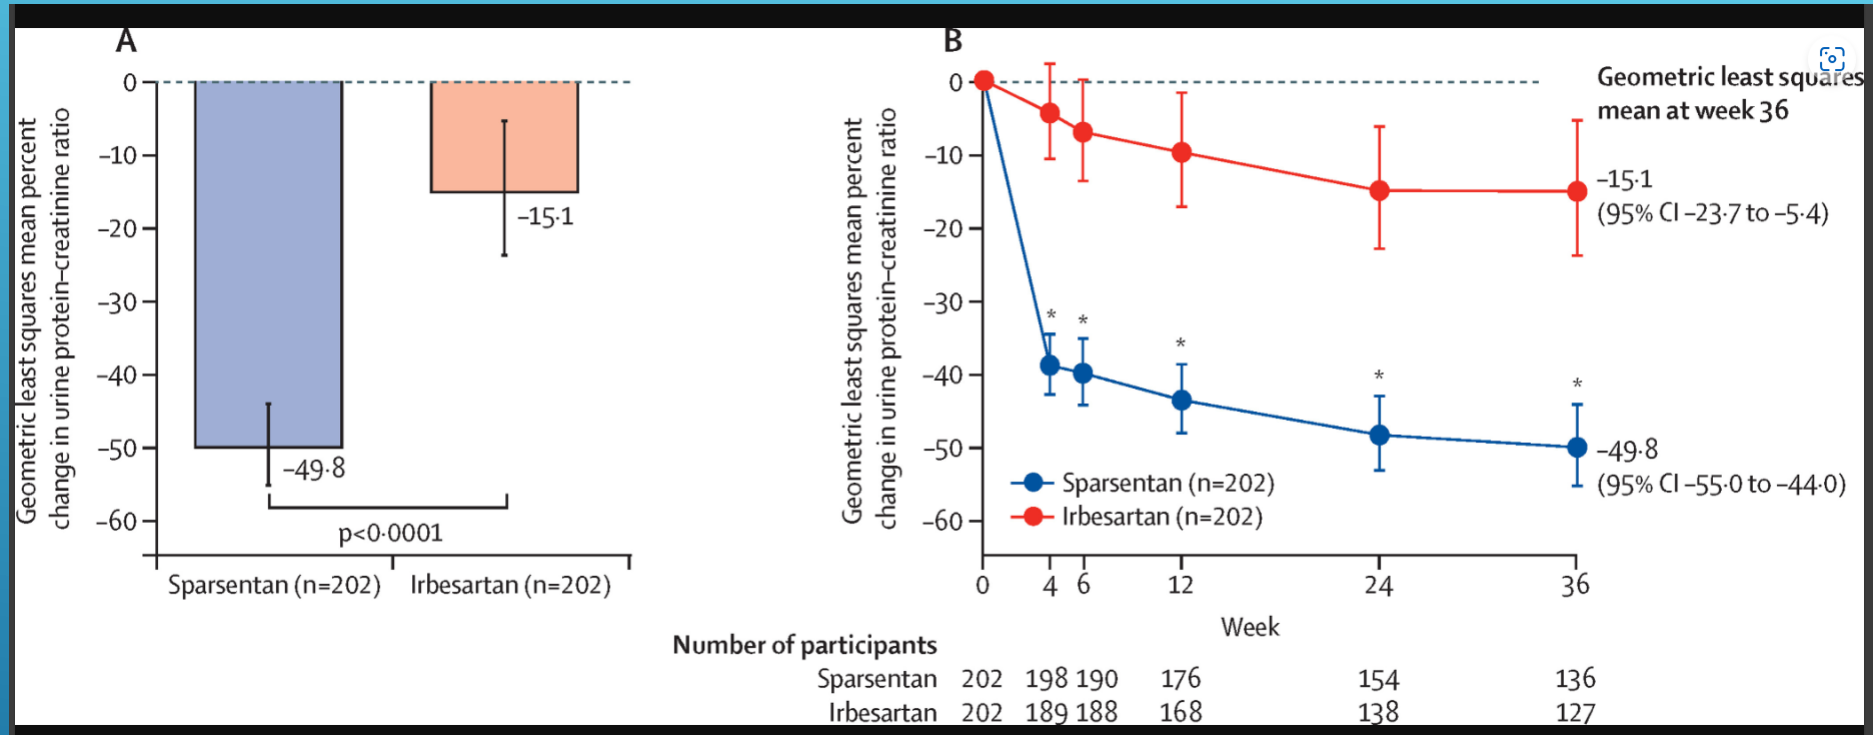 A
Geometric least squares mean percent
change in urine protein–creatinine ratio
0
–10
–20
–30
–40
–50
–60
–49·8
–15·1
p<0·0001
Sparsentan (n=202)
Irbesartan (n=202)
B
Geometric least squares mean percent
change in urine protein–creatinine ratio
0
–10
–20
–30
–40
–50
–60
* * * * *
Geometric least squares
mean at week 36
–15·1
(95% CI –23·7 to –5·4)
–49·8
(95% CI –55·0 to –44·0)
Sparsentan (n=202)
Irbesartan (n=202)
0 4 6 12 24 36
Week
Number of participants
Sparsentan 202 198 190 176 154 136
Irbesartan 202 189 188 168 138 127